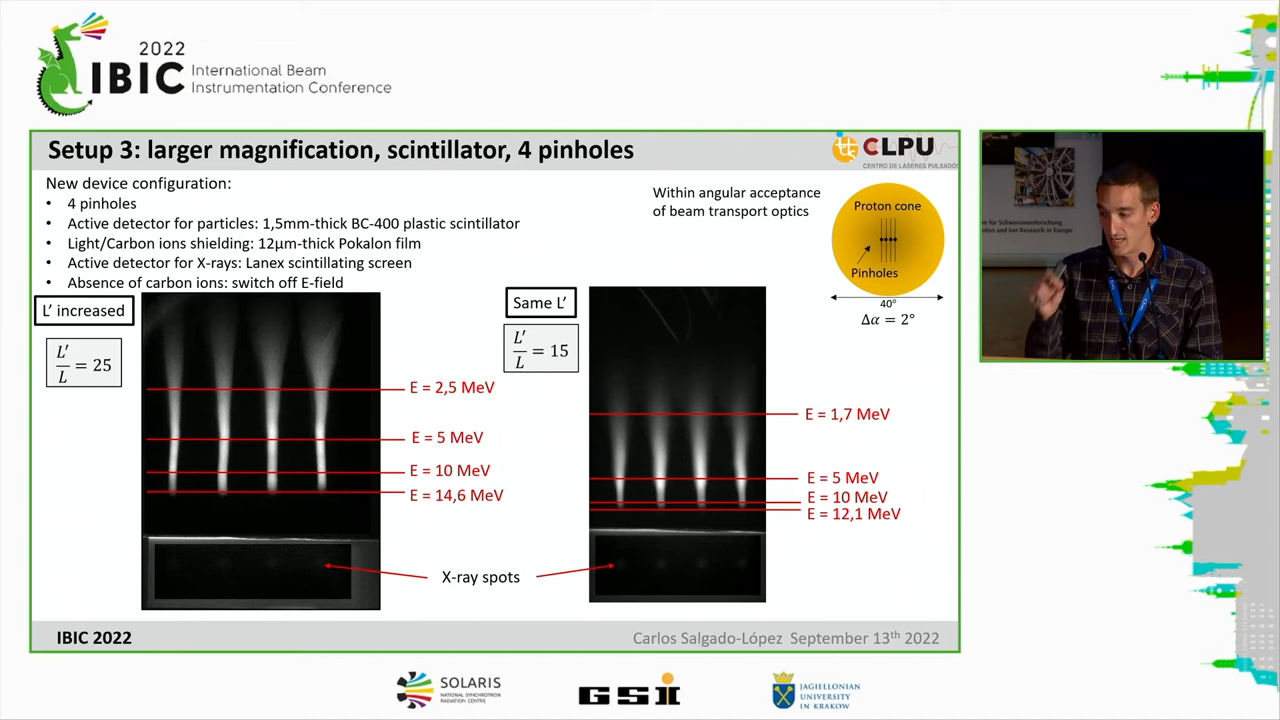 2022
IBIC
International Beam
Instrumentation Conference
Setup 3: larger magnification, scintillator, 4 pinholes
CLPU
CENTRO DE LÁSERES PULSADOS
New device configuration:
• 4 pinholes
• Active detector for particles: 1,5mm-thick BC-400 plastic scintillator
• Light/Carbon ions shielding: 12µm-thick Pokalon film
• Active detector for X-rays: Lanex scintillating screen
• Absence of carbon ions: switch off E-field
Within angular acceptance
of beam transport optics
Proton cone
Pinholes
40°
Δα = 2°
L' increased
L'/L = 25
E = 2,5 MeV
E = 5 MeV
E = 10 MeV
E = 14,6 MeV
Same L'
L'/L = 15
E = 1,7 MeV
E = 5 MeV
E = 10 MeV
E = 12,1 MeV
X-ray spots
IBIC 2022
Carlos Salgado-López September 13th 2022
SOLARIS
NATIONAL SYNCHROTRON
RADIATION CENTRE
GSI
JAGIELLONIAN
UNIVERSITY
IN KRAKÓW